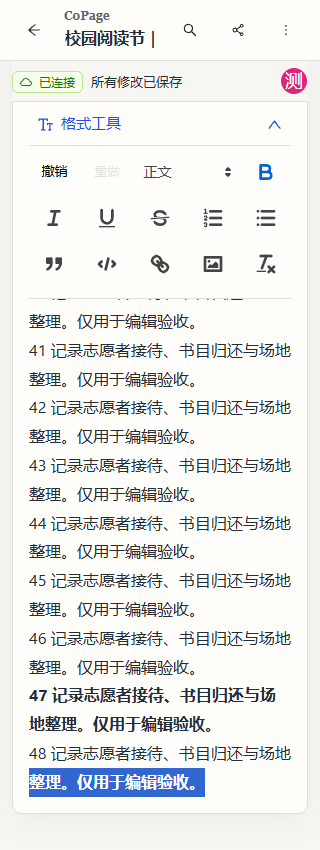 CoPage
校园阅读节 |
已连接 所有修改已保存 测
格式工具
撤销 重做 正文 B
整理。仅用于编辑验收。
41 记录志愿者接待、书目归还与场地
整理。仅用于编辑验收。
42 记录志愿者接待、书目归还与场地
整理。仅用于编辑验收。
43 记录志愿者接待、书目归还与场地
整理。仅用于编辑验收。
44 记录志愿者接待、书目归还与场地
整理。仅用于编辑验收。
45 记录志愿者接待、书目归还与场地
整理。仅用于编辑验收。
46 记录志愿者接待、书目归还与场地
整理。仅用于编辑验收。
47 记录志愿者接待、书目归还与场
地整理。仅用于编辑验收。
48 记录志愿者接待、书目归还与场地
整理。仅用于编辑验收。